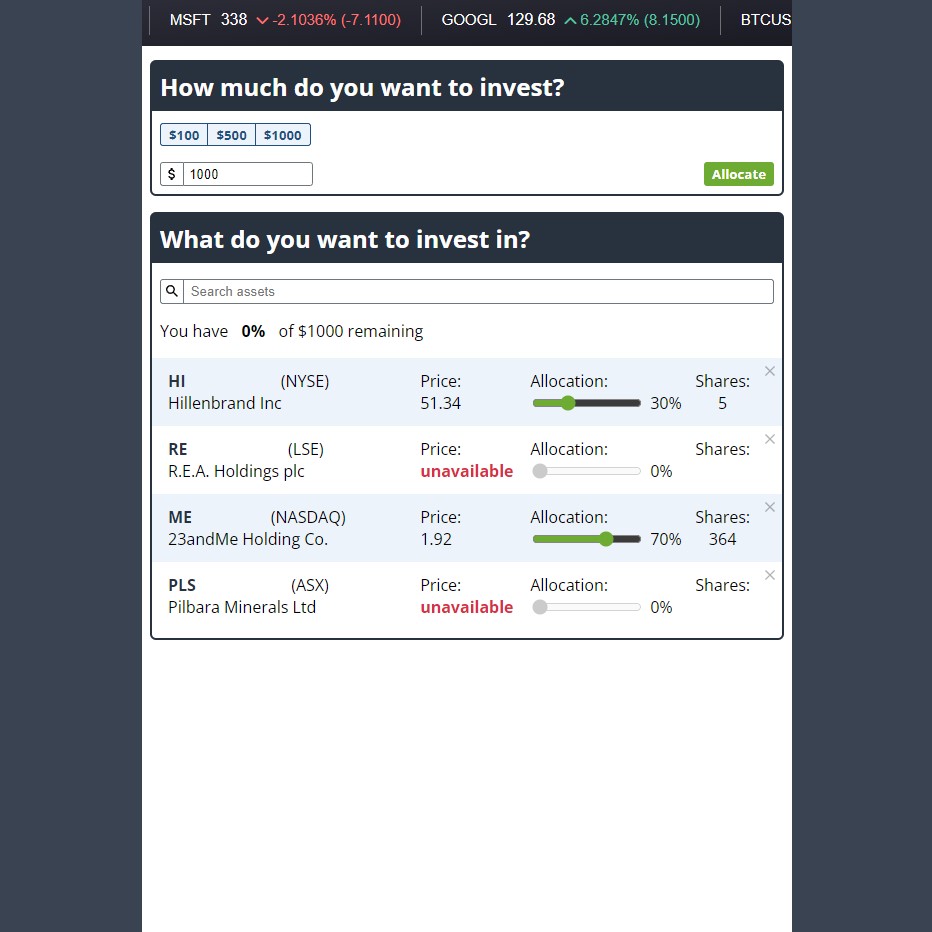 MSFT 338 -2.1036% (-7.1100) GOOGL 129.68 6.2847% (8.1500) BTCUS
How much do you want to invest?
$100 $500 $1000
$ 1000 Allocate
What do you want to invest in?
Search assets
You have 0% of $1000 remaining
HI (NYSE) Price: Allocation: Shares:
Hillenbrand Inc 51.34 30% 5
RE (LSE) Price: Allocation: Shares:
R.E.A. Holdings plc unavailable 0%
ME (NASDAQ) Price: Allocation: Shares:
23andMe Holding Co. 1.92 70% 364
PLS (ASX) Price: Allocation: Shares:
Pilbara Minerals Ltd unavailable 0%